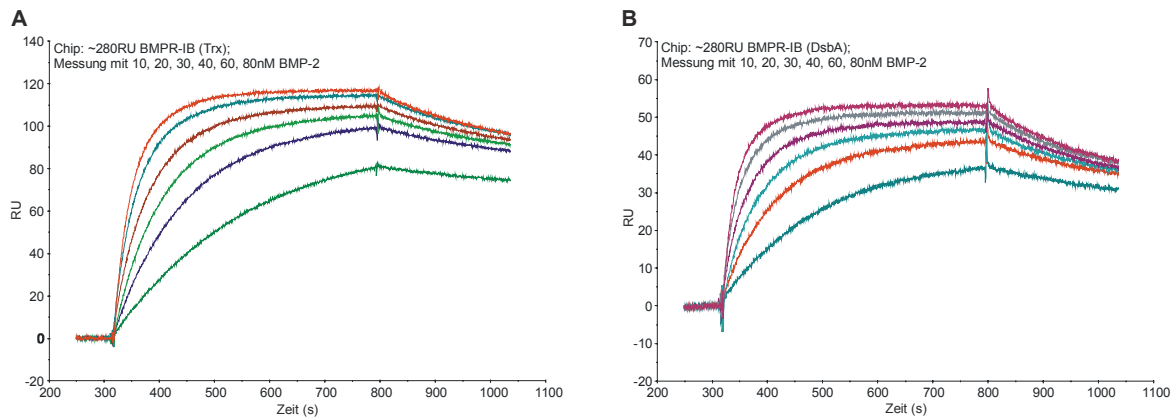 A
Chip: ~280RU BMPR-IB (Trx);
Messung mit 10, 20, 30, 40, 60, 80nM BMP-2
RU
140
120
100
80
60
40
20
0
-20
200 300 400 500 600 700 800 900 1000 1100
Zeit (s)
B
Chip: ~280RU BMPR-IB (DsbA);
Messung mit 10, 20, 30, 40, 60, 80nM BMP-2
RU
70
60
50
40
30
20
10
0
-10
-20
200 300 400 500 600 700 800 900 1000 1100
Zeit (s)